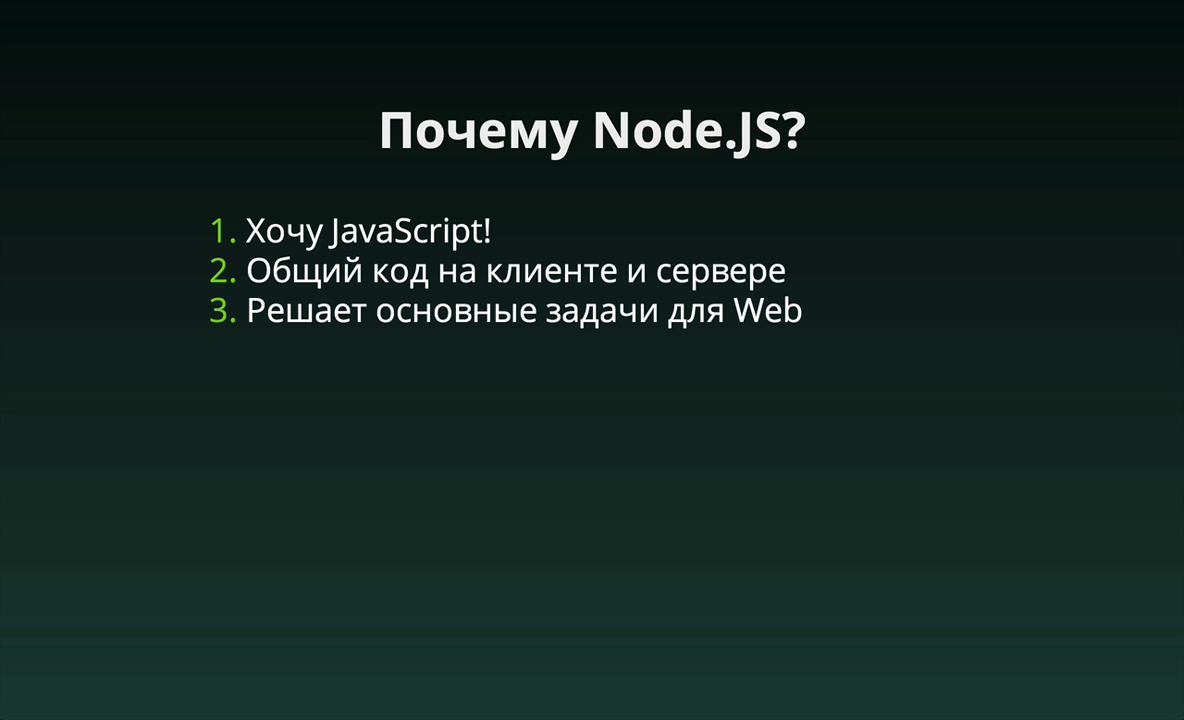 Почему Node.JS?
1. Хочу JavaScript!
2. Общий код на клиенте и сервере
3. Решает основные задачи для Web